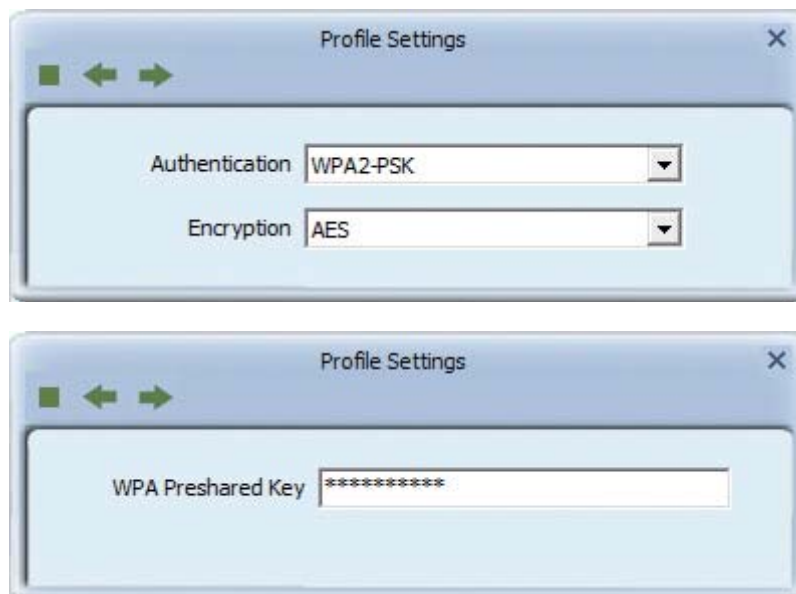 Profile Settings
Authentication WPA2-PSK
Encryption AES
Profile Settings
WPA Preshared Key **********